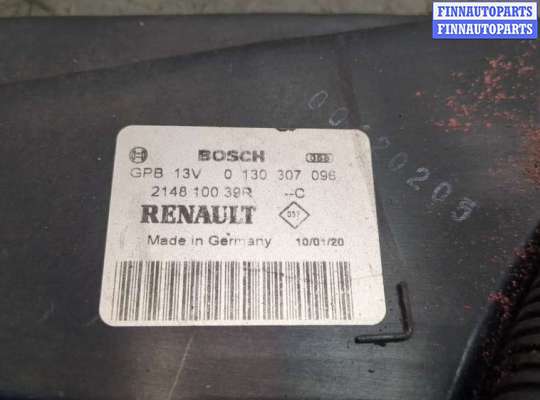 FINNAUTOPARTS
FINNAUTOPARTS
FINNAUTOPARTS
BOSCH
GPB 13V 0 130 307 096
2148 100 39R --C
RENAULT
Made in Germany 10/01/20